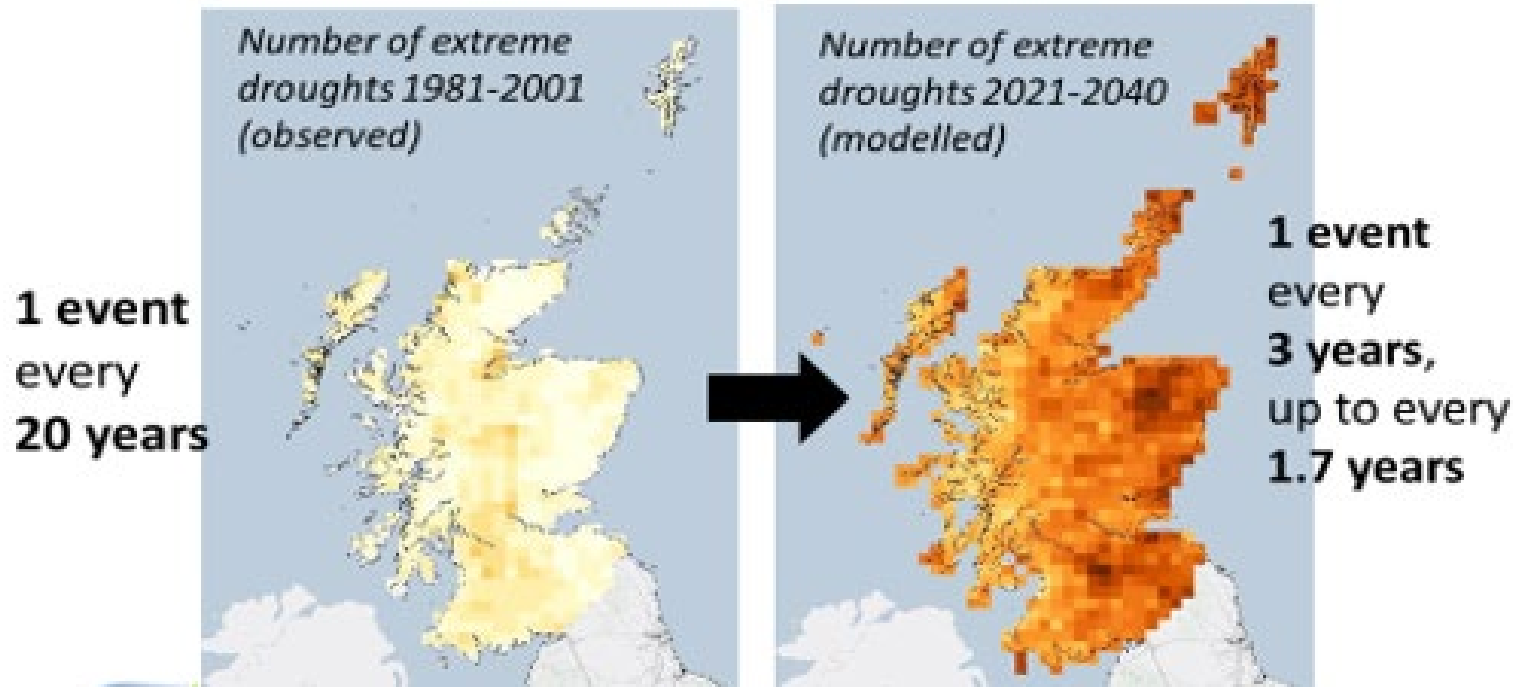 Number of extreme
droughts 1981-2001
(observed)
1 event
every
20 years
Number of extreme
droughts 2021-2040
(modelled)
1 event
every
3 years,
up to every
1.7 years